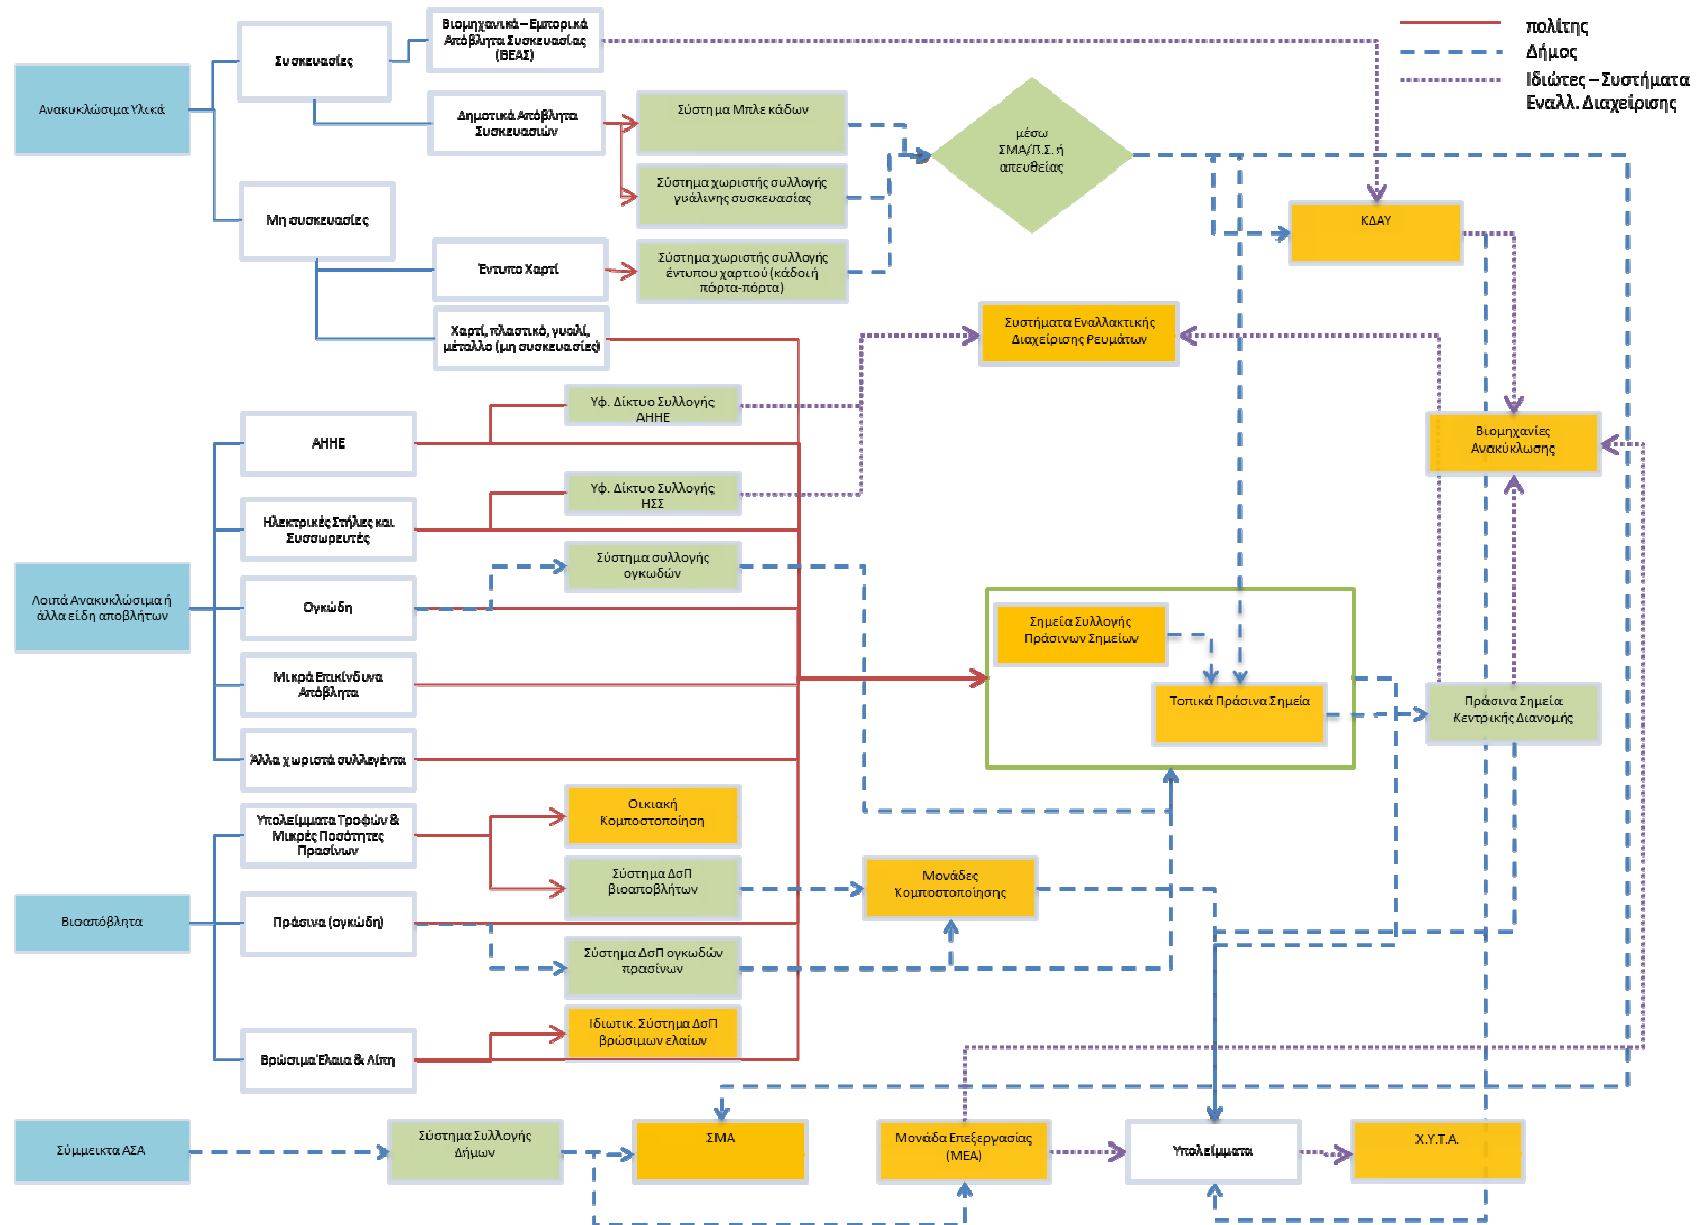 πολίτης
Δήμος
Ιδιώτες – Συστήματα
Εναλλ. Διαχείρισης
Ανακυκλώσιμα Υλικά
Συσκευασίες
Βιομηχανικά – Εμπορικά
Απόβλητα Συσκευασίας
(ΒΕΑΣ)
Δημοτικά Απόβλητα
Συσκευασιών
Σύστημα Μπλε κάδων
Σύστημα χωριστής συλλογής
γυάλινης συσκευασίας
μέσω
ΣΜΑ/Π.Σ. ή
απευθείας
ΚΔΑΥ
Μη συσκευασίες
Έντυπο Χαρτί
Σύστημα χωριστής συλλογής
έντυπου χαρτιού (κάδοι ή
πόρτα-πόρτα)
Χαρτί, πλαστικό, γυαλί,
μέταλλο (μη συσκευασίες)
Συστήματα Εναλλακτικής
Διαχείρισης Ρευμάτων
Βιομηχανίες
Ανακύκλωσης
Λοιπά Ανακυκλώσιμα ή
άλλα είδη αποβλήτων
ΑΗΗΕ
Υφ. Δίκτυο Συλλογής
ΑΗΗΕ
Ηλεκτρικές Στήλες και
Συσσωρευτές
Υφ. Δίκτυο Συλλογής
ΗΣΣ
Ογκώδη
Σύστημα συλλογής
ογκωδών
Μικρά Επικίνδυνα
Απόβλητα
Άλλα χωριστά συλλεγέντα
Σημεία Συλλογής
Πράσινων Σημείων
Τοπικά Πράσινα Σημεία
Πράσινα Σημεία
Κεντρικής Διανομής
Βιοαπόβλητα
Υπολείμματα Τροφών &
Μικρές Ποσότητες
Πρασίνων
Οικιακή
Κομποστοποίηση
Σύστημα ΔσΠ
βιοαποβλήτων
Μονάδες
Κομποστοποίησης
Πράσινα (ογκώδη)
Σύστημα ΔσΠ ογκωδών
πρασίνων
Βρώσιμα Έλαια & Λίπη
Ιδιωτικ. Σύστημα ΔσΠ
βρώσιμων ελαίων
Σύμμεικτα ΑΣΑ
Σύστημα Συλλογής
Δήμων
ΣΜΑ
Μονάδα Επεξεργασίας
(ΜΕΑ)
Υπολείμματα
Χ.Υ.Τ.Α.